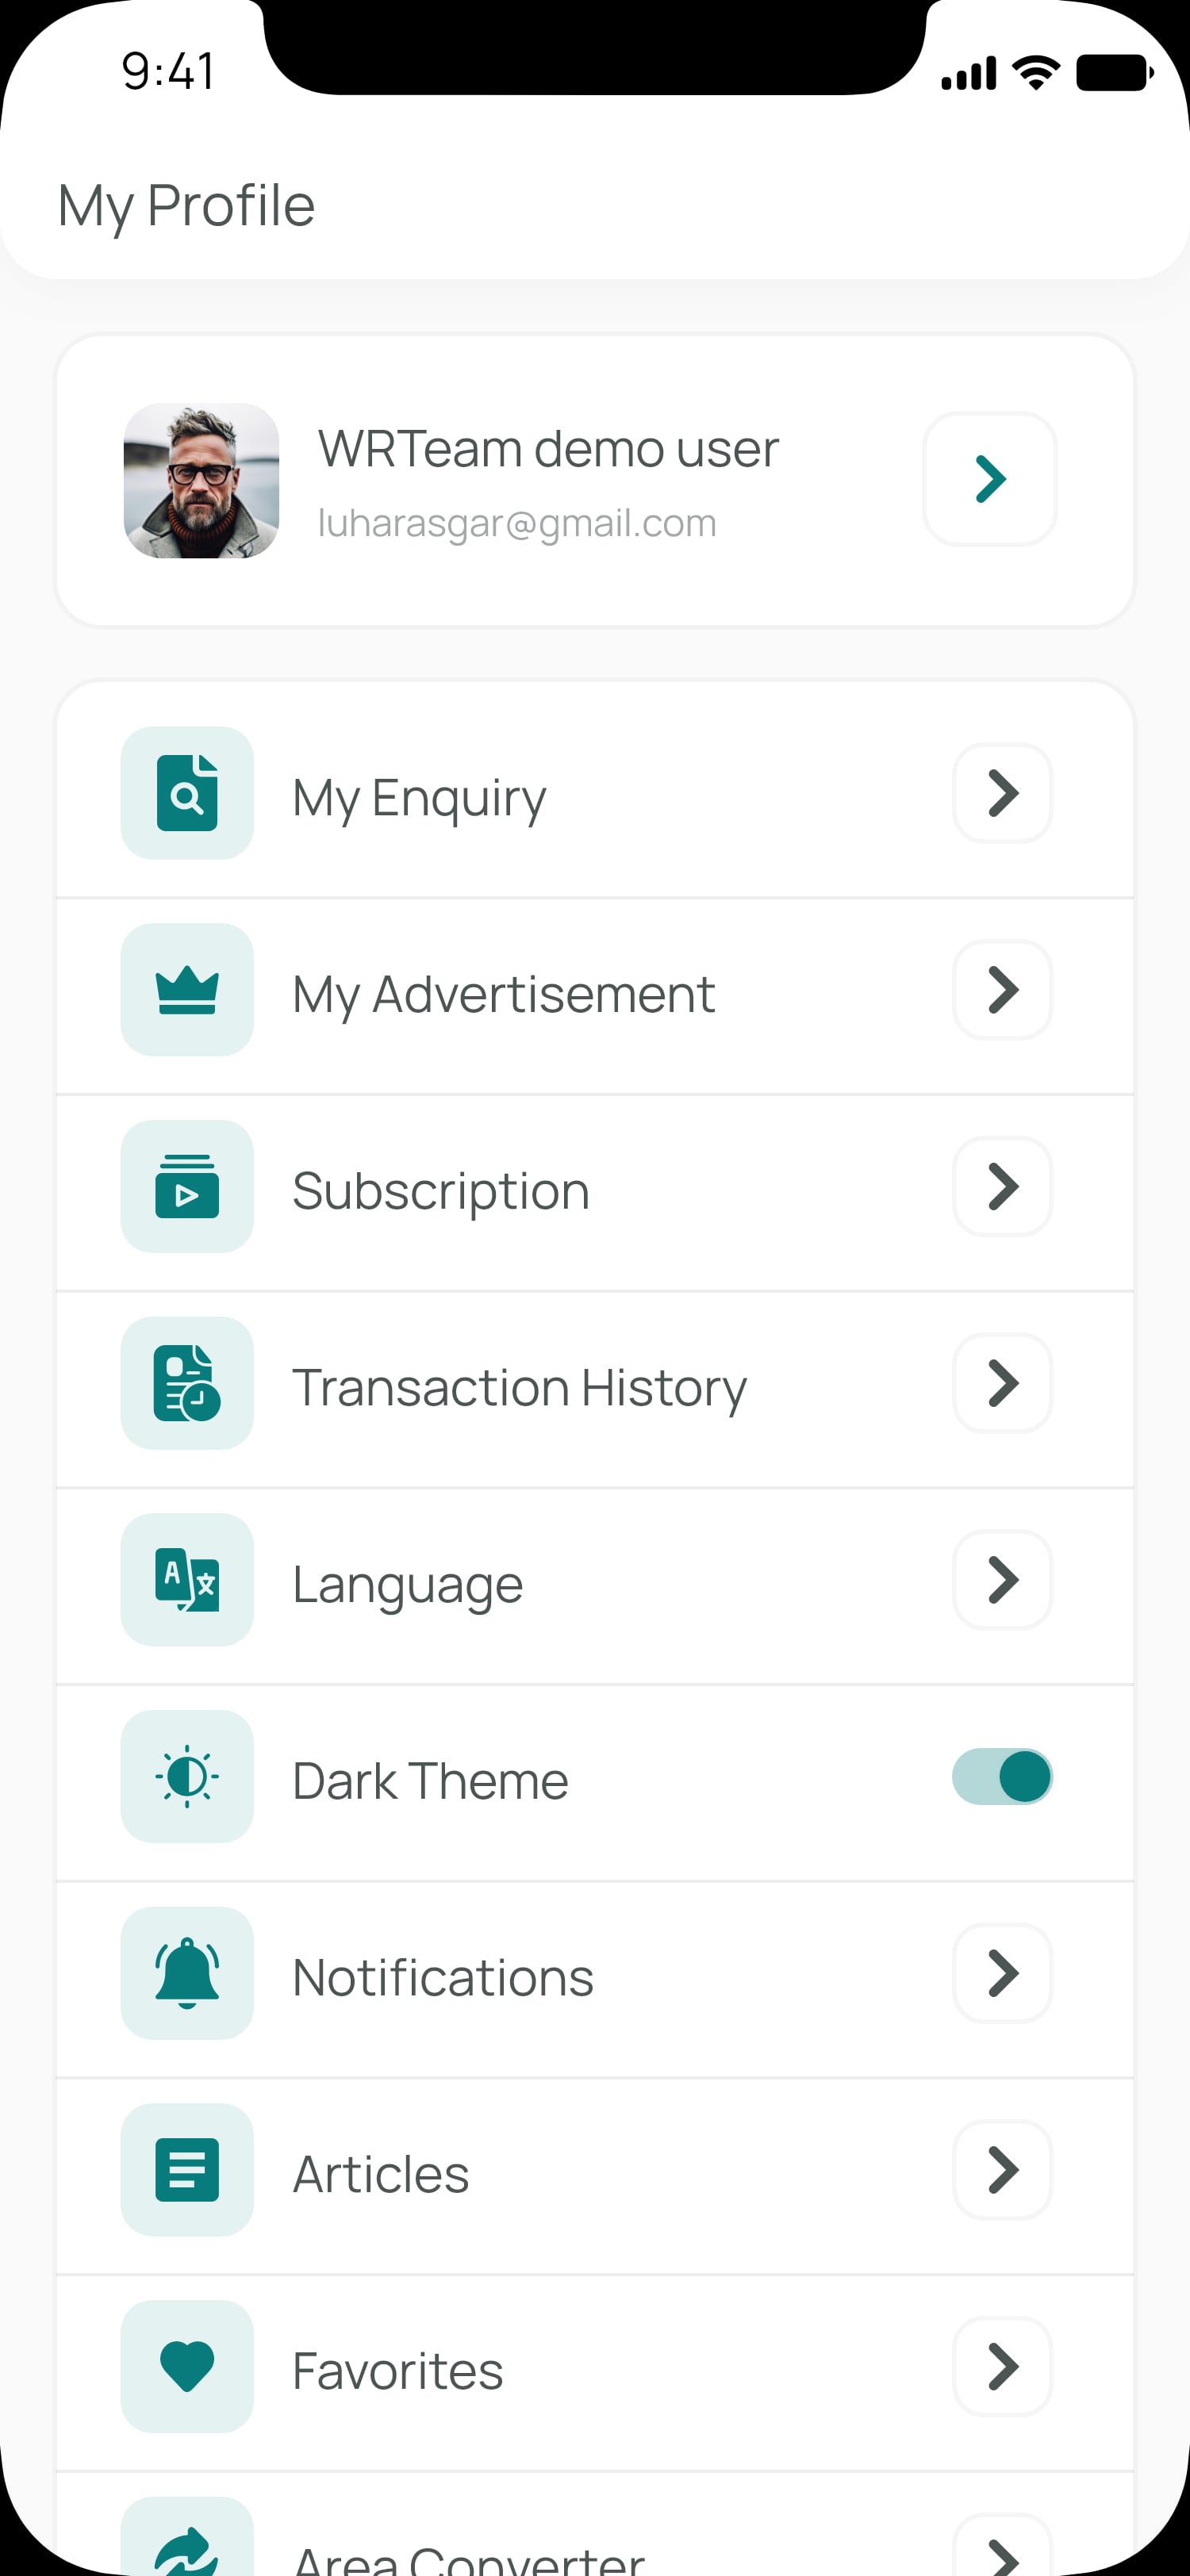 9:41
My Profile
WRTeam demo user
luharasgar@gmail.com
My Enquiry
My Advertisement
Subscription
Transaction History
A 文
Language
Dark Theme
Notifications
Articles
Favorites
Area Converter